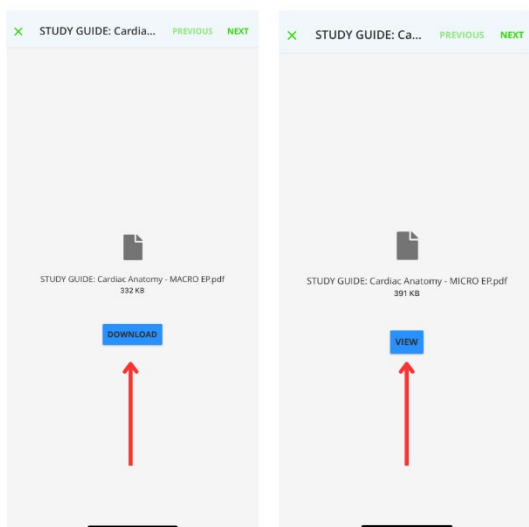 × STUDY GUIDE: Cardia... PREVIOUS NEXT
STUDY GUIDE: Cardiac Anatomy - MACRO EP.pdf
332 KB
DOWNLOAD
× STUDY GUIDE: Ca... PREVIOUS NEXT
STUDY GUIDE: Cardiac Anatomy - MICRO EP.pdf
391 KB
VIEW